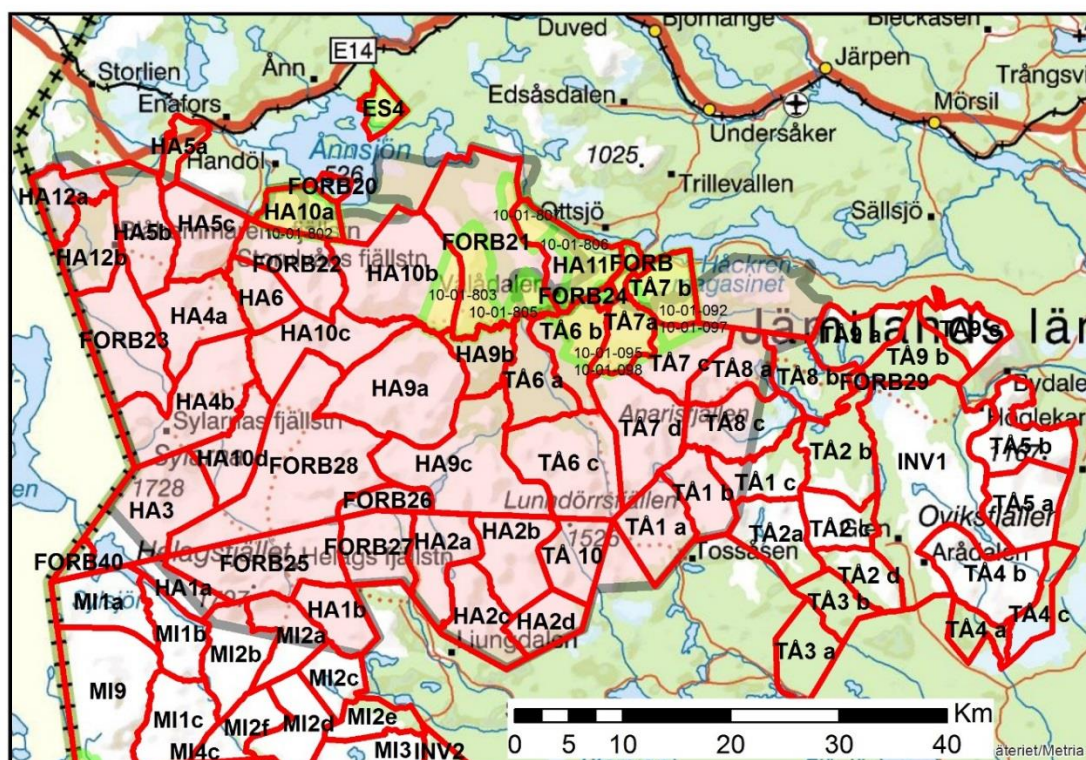 Duved
Björnänge
Bleckåsen
Järpen
Trångsvi
Storlien
Ånn
E14
Enafors
ES4
Edsåsdalen
Mörsil
Undersåker
HA5a
Handöl
Ånnsjön
526
1025
Trillevallen
Sällsjö
HA12a
FORB20
HA10a
10-01-802
HA5c
HA5b
HA12b
Ottsjö
10-01-806
FORB21
FORB22
HA10b
HA11
FORB
TÅ7 b
HA6
Vålådalen
10-01-803
10-01-805
FORB24
10-01-092
10-01-097
HA4a
FORB23
HA10c
TÅ6 b
TÅ7a
10-01-095
10-01-098
Jämtlands lär
HA9b
TÅ7 c
TÅ8 a
TÅ8 b
TÅ9 b
FORB29
HA9a
TÅ6 a
Bydale
HA4b
Sylarnas fjällstn
Anarisfjällen
TÅ7 d
TÅ8 c
Höglekar
TÅ2 b
TÅ5 b
HA10d
FORB28
HA9c
TÅ6 c
INV1
TÅ1 c
TÅ1 b
1728
HA3
FORB26
Lunndörrsfjällen
TÅ5 a
Oviksfjällen
TÅ1 a
HA2b
HA2a
FORB27
TÅ2a
Helagsfjället
Helags fjällstn
TÅ 10
Tossåsen
Arådalen
FORB40
FORB25
TÅ2 d
TÅ4 b
HA1a
MI1a
HA1b
TÅ3 b
TÅ4 c
HA2c
HA2d
TÅ4 a
MI1b
MI2a
Ljungdalen
MI2b
TÅ3 a
MI9
MI2c
MI1c
MI2f
MI2d
MI2e
MI4c
MI3
INV2
Km
0 5 10 20 30 40
äteriet/Metria